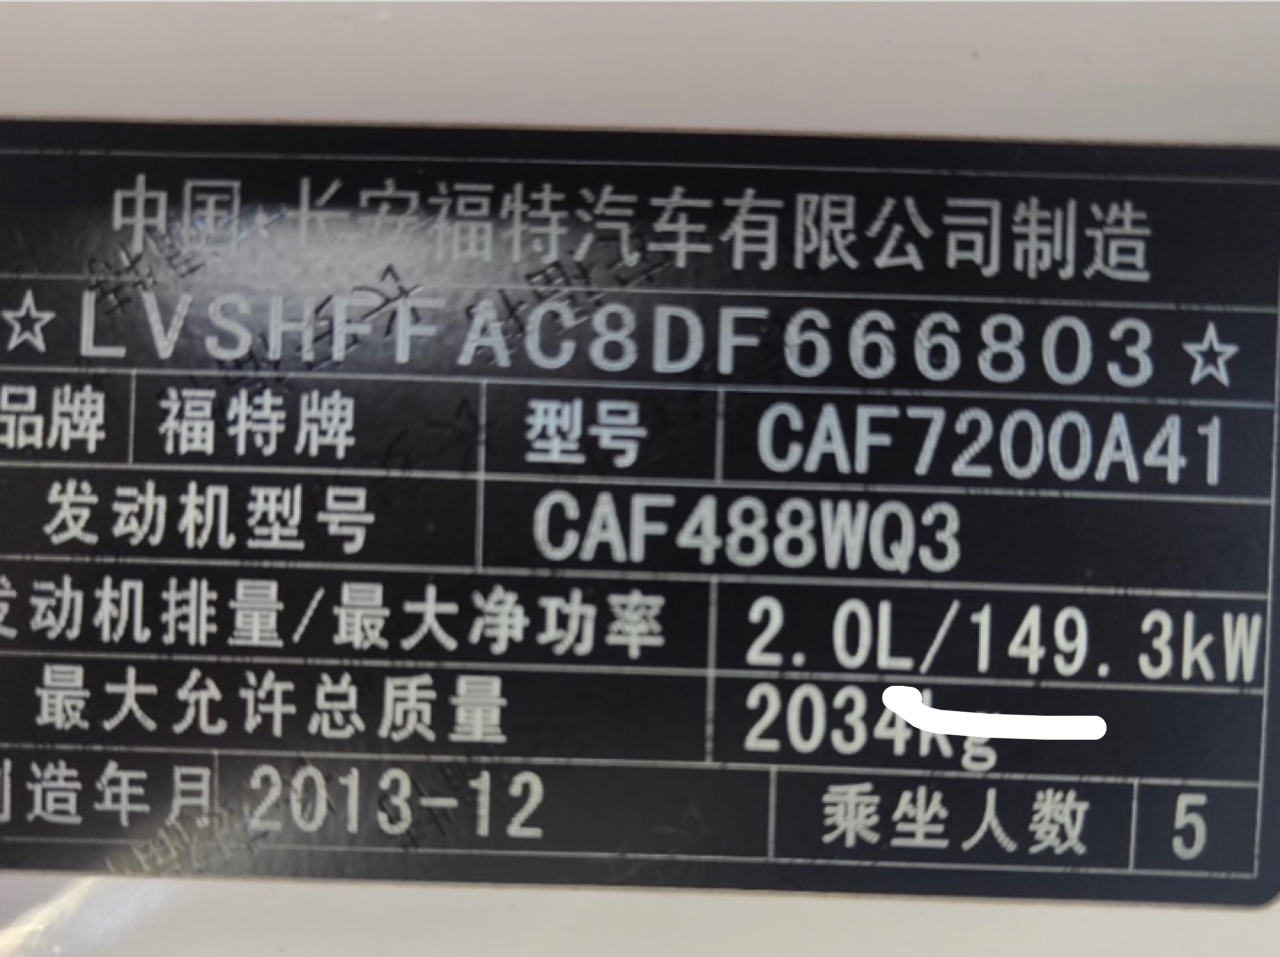 中国·长安福特汽车有限公司制造
☆LVSHFFAC8DF666803☆
品牌 福特牌 型号 CAF7200A41
发动机型号 CAF488WQ3
发动机排量/最大净功率 2.0L/149.3kW
最大允许总质量 2034kg
制造年月 2013-12 乘坐人数 5